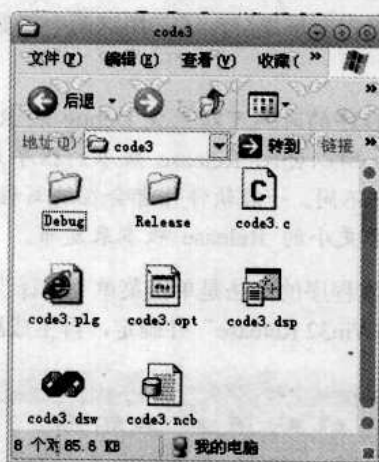 code3
文件(F) 编辑(E) 查看(V) 收藏( »
后退 »
地址(D) code3 转到 链接 »
Debug Release code3.c
code3.plg code3.opt code3.dsp
code3.dsw code3.ncb
8 个对 85.6 KB 我的电脑